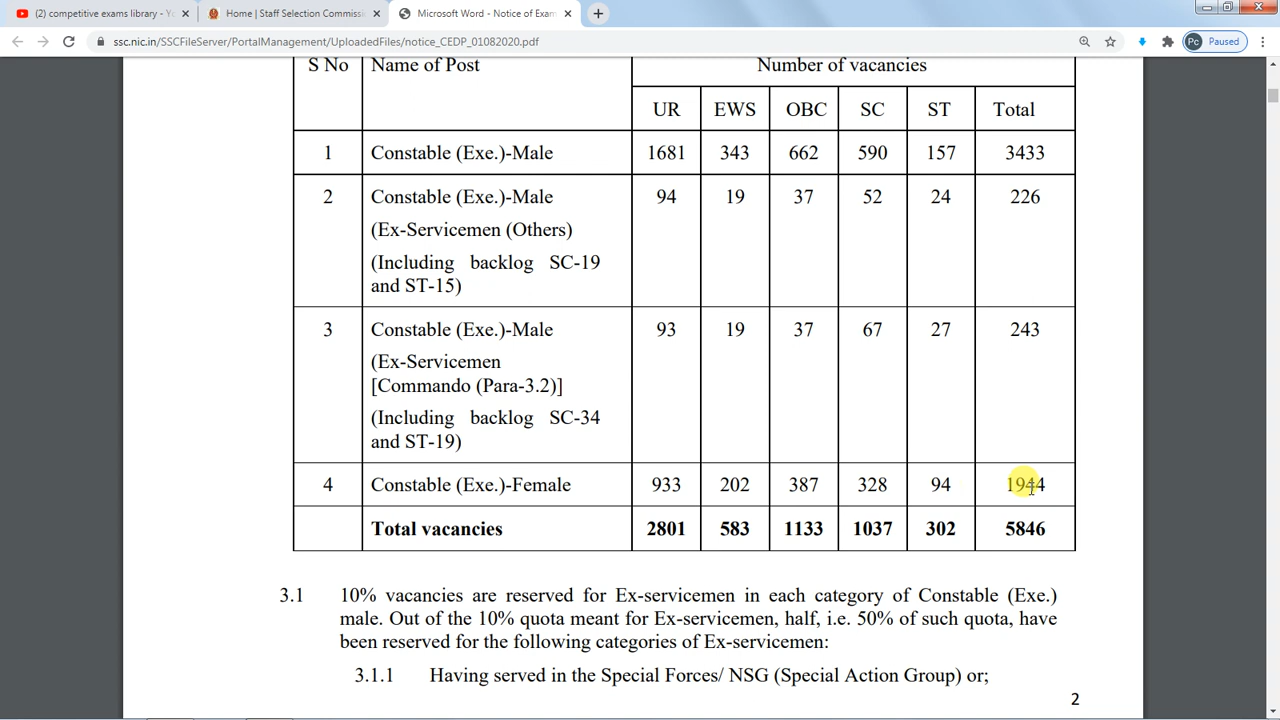 (2) competitive exams library - Yo
Home | Staff Selection Commissi
Microsoft Word - Notice of Exam
ssc.nic.in/SSCFileServer/PortalManagement/UploadedFiles/notice_CEDP_01082020.pdf
Pc Paused
S No Name of Post Number of vacancies
UR EWS OBC SC ST Total
1 Constable (Exe.)-Male 1681 343 662 590 157 3433
2 Constable (Exe.)-Male 94 19 37 52 24 226
(Ex-Servicemen (Others)
(Including backlog SC-19
and ST-15)
3 Constable (Exe.)-Male 93 19 37 67 27 243
(Ex-Servicemen
[Commando (Para-3.2)]
(Including backlog SC-34
and ST-19)
4 Constable (Exe.)-Female 933 202 387 328 94 1944
Total vacancies 2801 583 1133 1037 302 5846
3.1 10% vacancies are reserved for Ex-servicemen in each category of Constable (Exe.)
male. Out of the 10% quota meant for Ex-servicemen, half, i.e. 50% of such quota, have
been reserved for the following categories of Ex-servicemen:
3.1.1 Having served in the Special Forces/ NSG (Special Action Group) or;
2